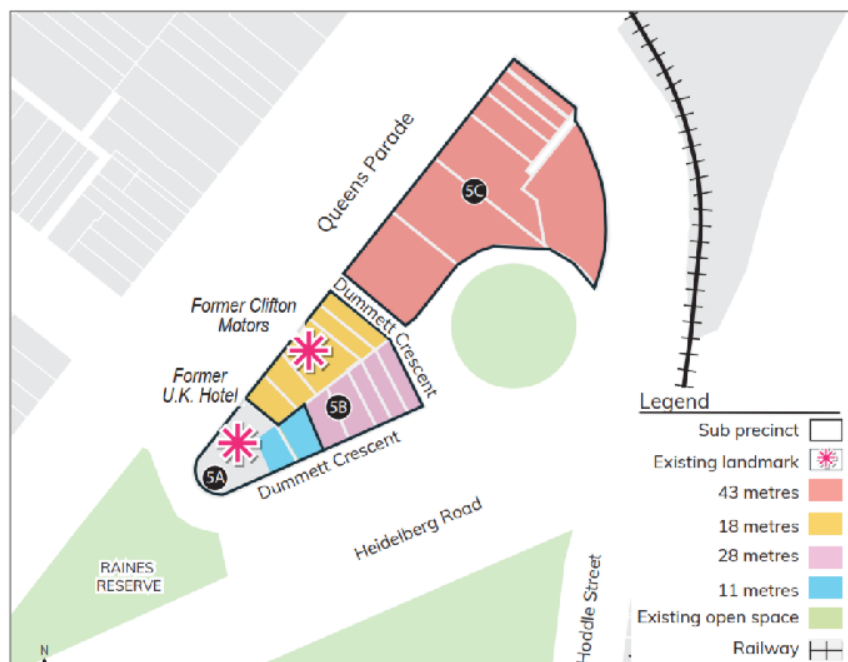 Queens Parade
5C
Former Clifton
Motors
Dummett Crescent
Former
U.K. Hotel
5B
5A
Dummett Crescent
Heidelberg Road
RAINES
RESERVE
Hoddle Street
N
Legend
Sub precinct
Existing landmark
43 metres
18 metres
28 metres
11 metres
Existing open space
Railway